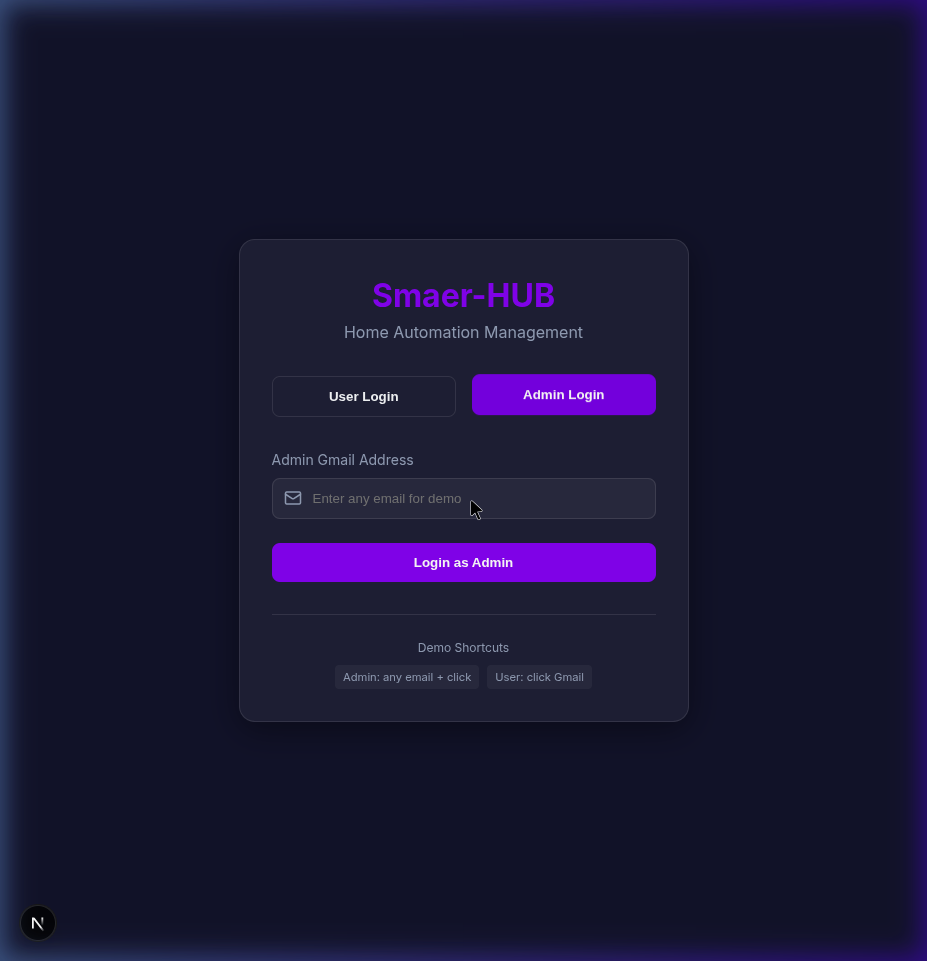 Smaer-HUB
Home Automation Management
User Login
Admin Login
Admin Gmail Address
Enter any email for demo
Login as Admin
Demo Shortcuts
Admin: any email + click
User: click Gmail
N